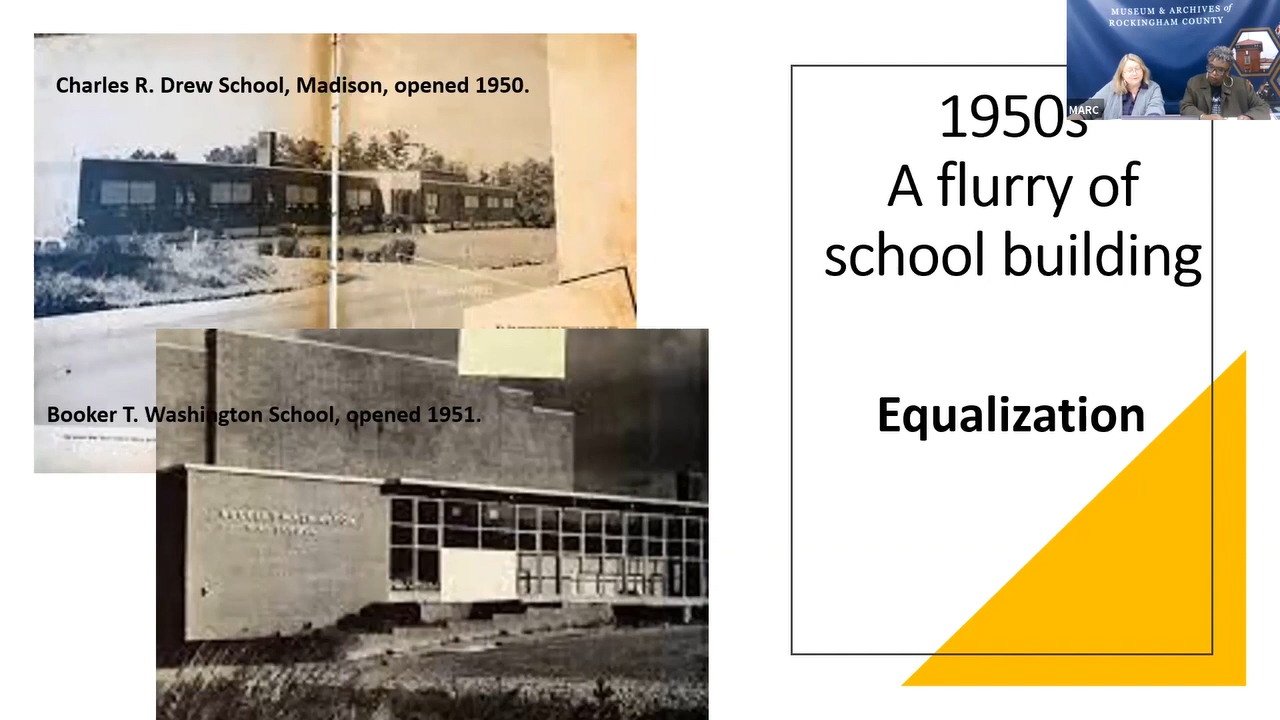 MUSEUM & ARCHIVES of
ROCKINGHAM COUNTY
MARC
Charles R. Drew School, Madison, opened 1950.
Booker T. Washington School, opened 1951.
1950s
A flurry of
school building
Equalization